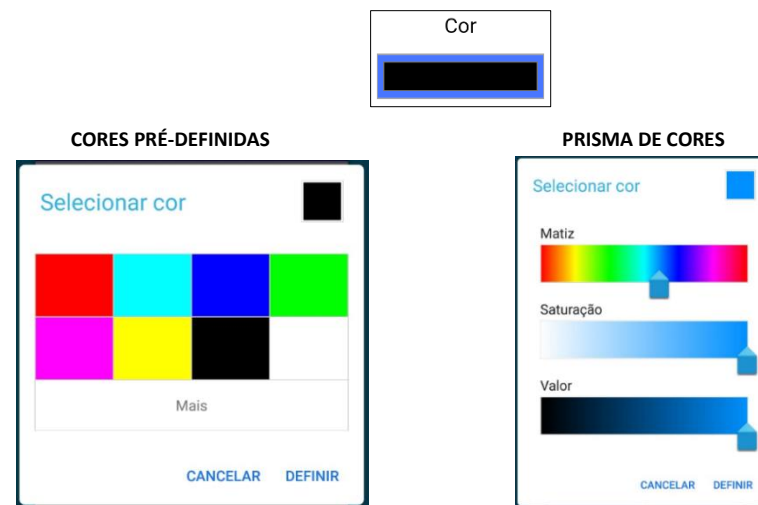 Cor
CORES PRÉ-DEFINIDAS
Selecionar cor
Mais
CANCELAR DEFINIR
PRISMA DE CORES
Selecionar cor
Matiz
Saturação
Valor
CANCELAR DEFINIR